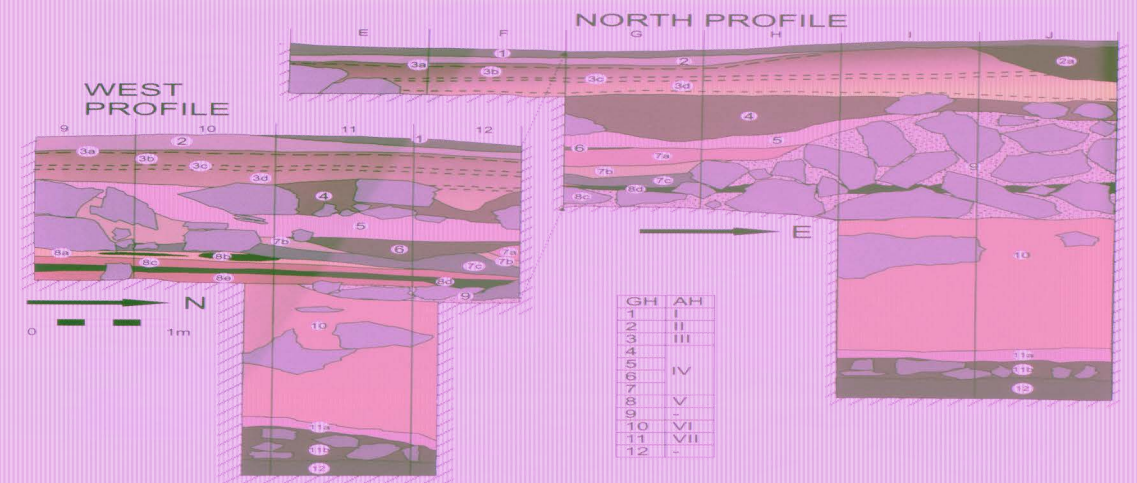 NORTH PROFILE
E F G H I J
1 2 2a
3a 3b 3c 3d
4
5
6 7a 9
7b 7c
8d
8c
E
10
11a
11b
12
WEST
PROFILE
9 10 11 12
2 1
3a 3b 3c
3d
4
5
6
7b 7a
8a 8b 7c 7b
8c
8e 8d
9
N
0 1m
10
11a
11b
12
GH AH
1 I
2 II
3 III
4
5
IV
6
7
8 V
9 -
10 VI
11 VII
12 -